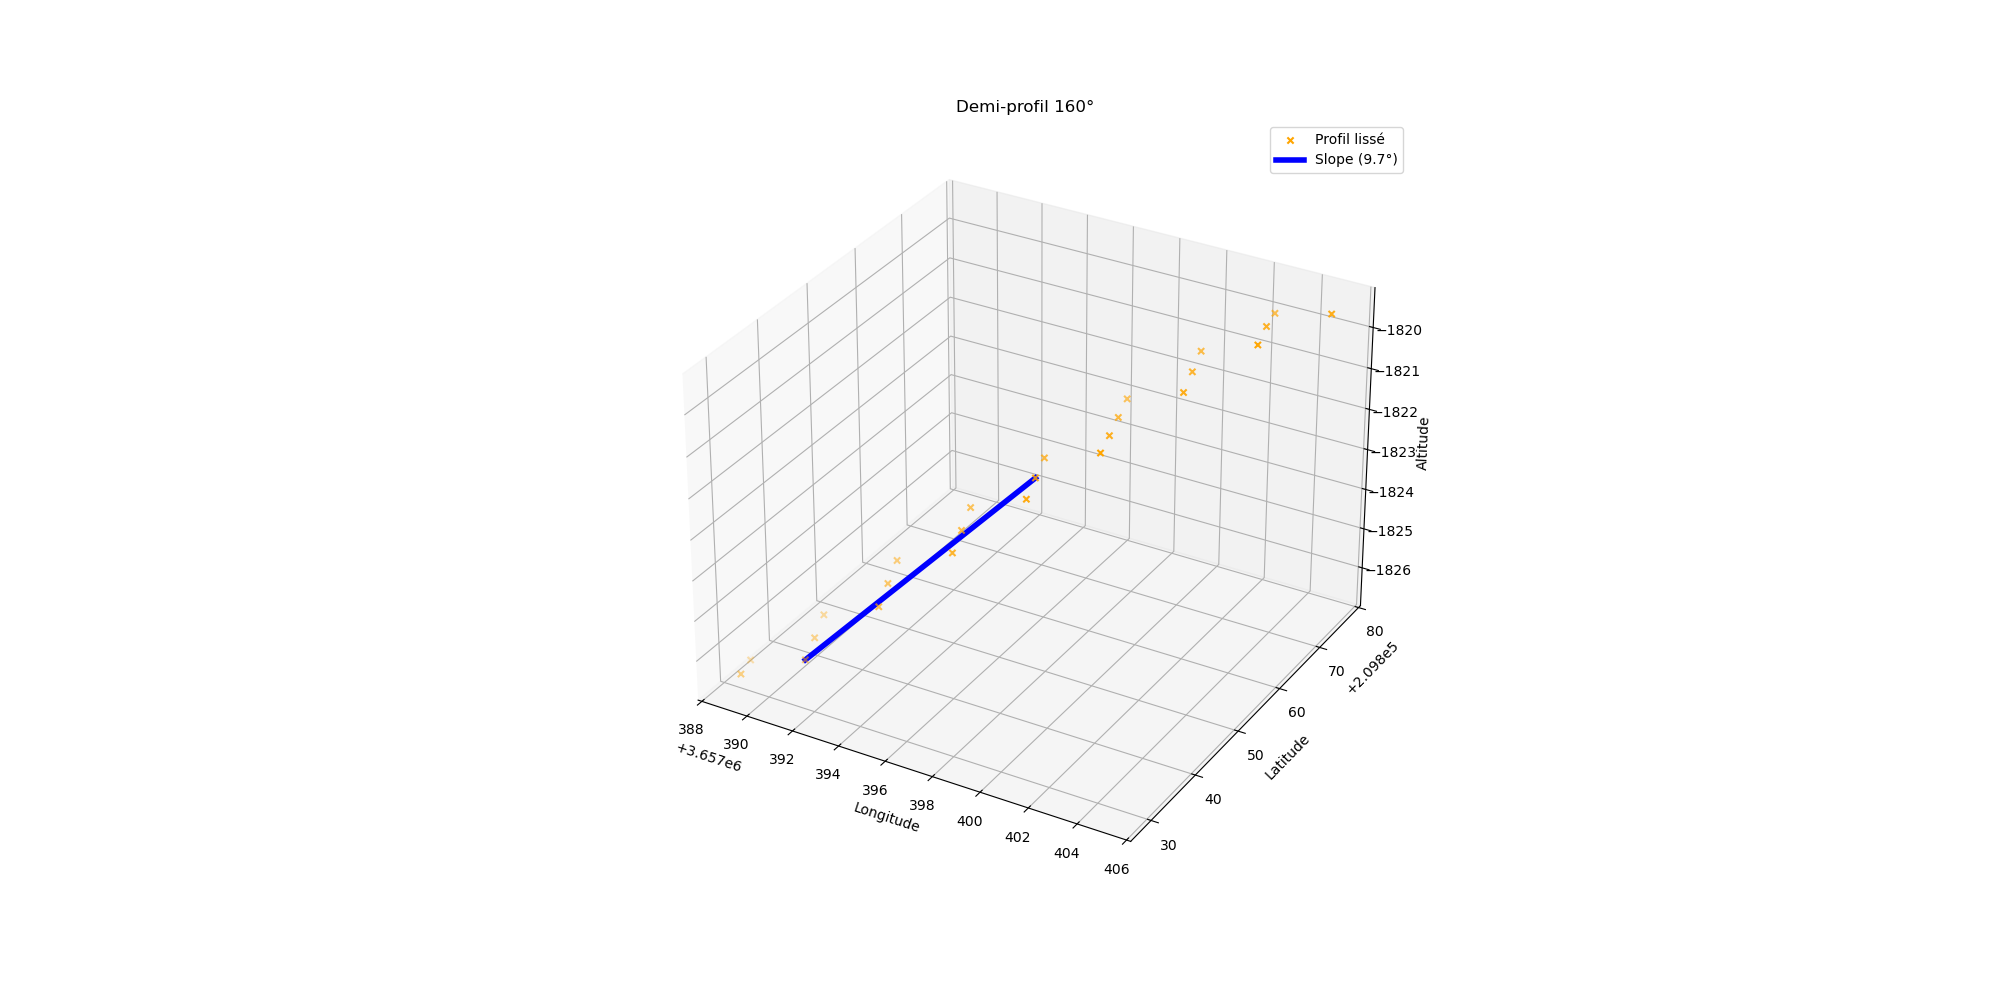 Demi-profil 160°
Profil lissé
Slope (9.7°)
−1820
−1821
−1822
−1823
−1824
−1825
−1826
Altitude
80
70
60
50
40
30
+2.098e5
Latitude
388
390
392
394
396
398
400
402
404
406
+3.657e6
Longitude